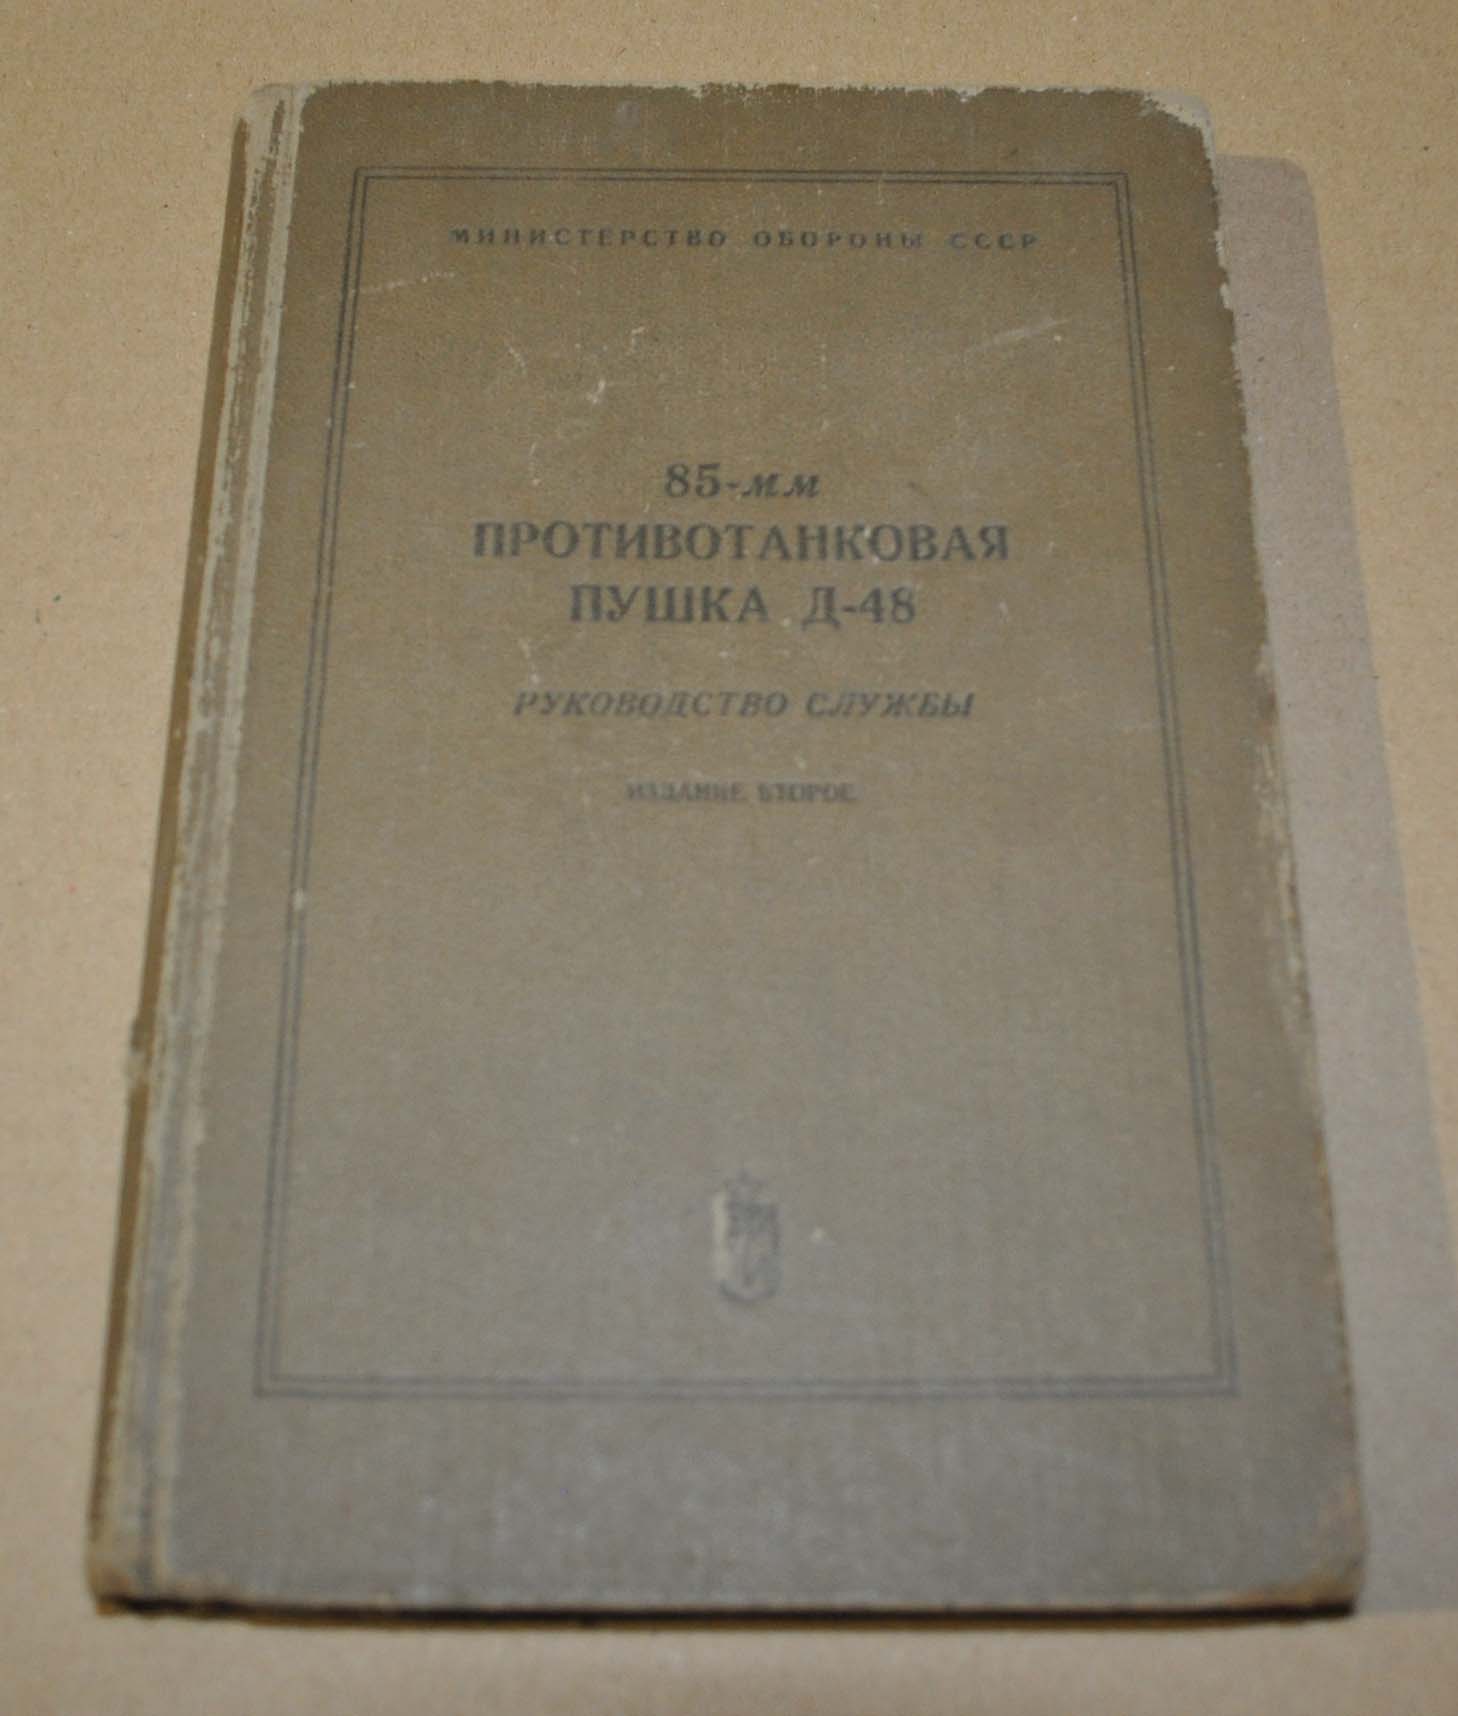 МИНИСТЕРСТВО ОБОРОНЫ СССР
85-мм
ПРОТИВОТАНКОВАЯ
ПУШКА Д-48
РУКОВОДСТВО СЛУЖБЫ
ИЗДАНИЕ ВТОРОЕ